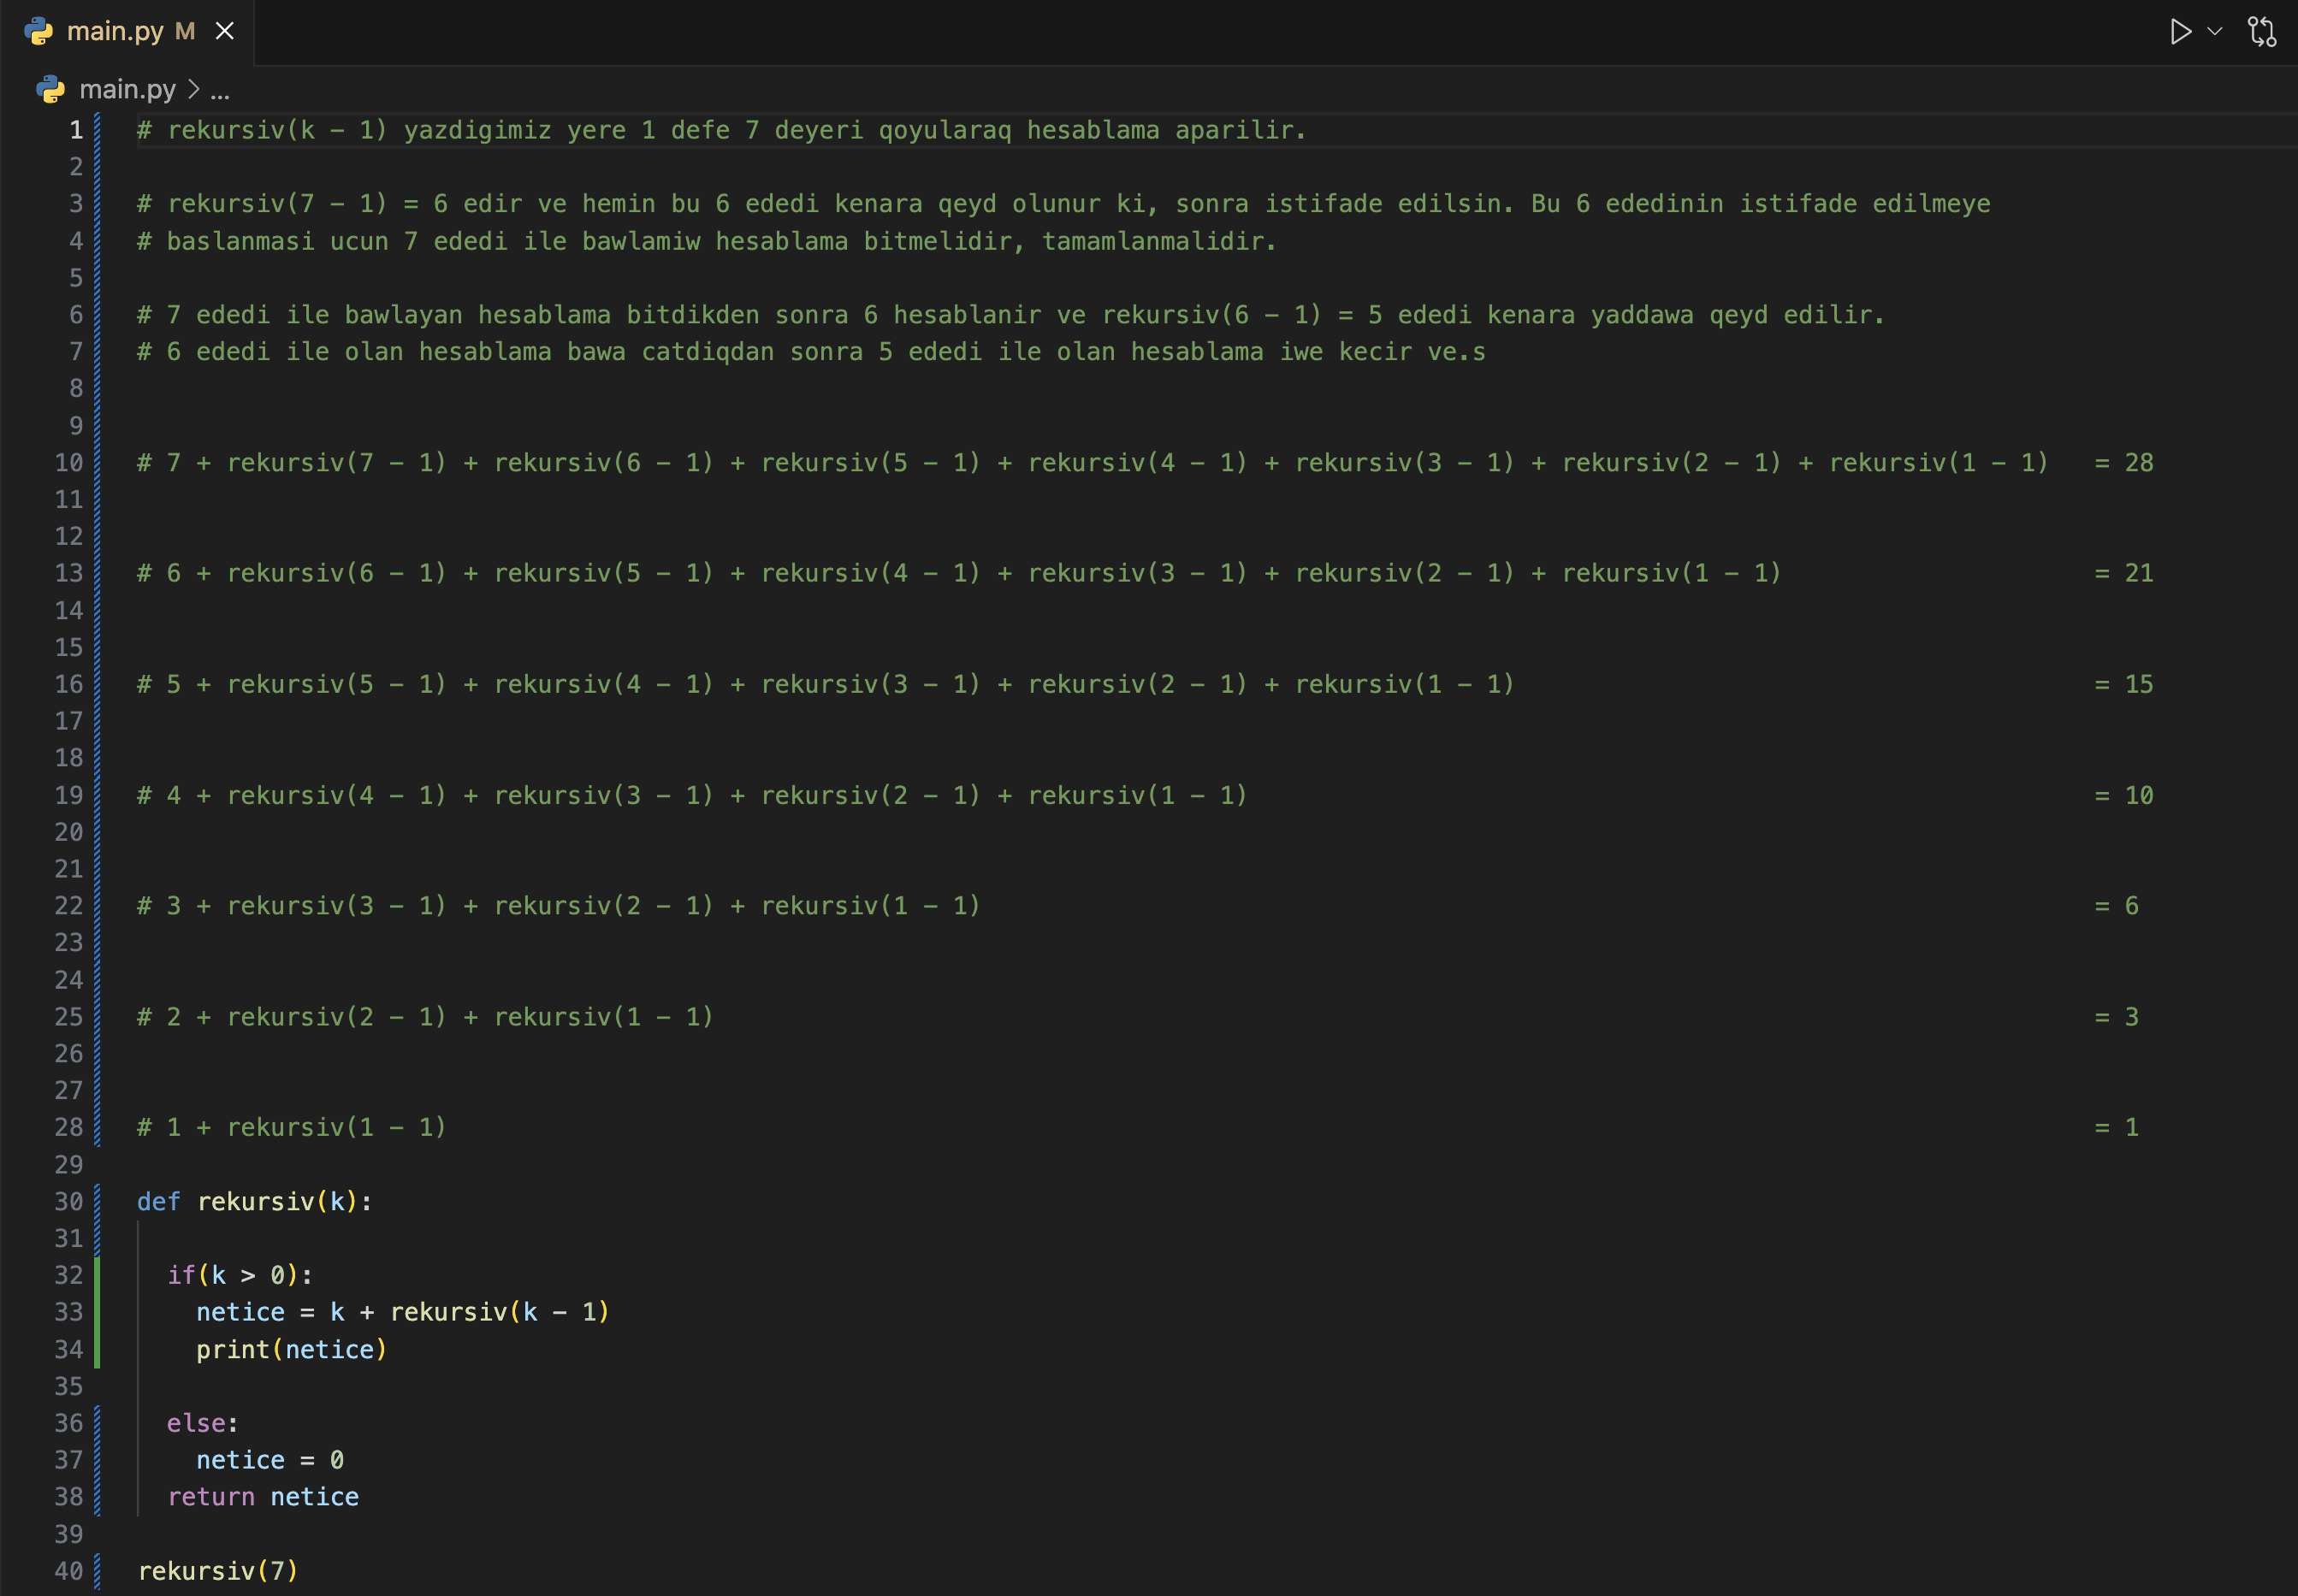 main.py M
main.py > ...
1 # rekursiv(k - 1) yazdigimiz yere 1 defe 7 deyeri qoyularaq hesablama aparilir.
2
3 # rekursiv(7 - 1) = 6 edir ve hemin bu 6 ededi kenara qeyd olunur ki, sonra istifade edilsin. Bu 6 ededinin istifade edilmeye
4 # baslanmasi ucun 7 ededi ile bawlamiw hesablama bitmelidir, tamamlanmalidir.
5
6 # 7 ededi ile bawlayan hesablama bitdikden sonra 6 hesablanir ve rekursiv(6 - 1) = 5 ededi kenara yaddawa qeyd edilir.
7 # 6 ededi ile olan hesablama bawa catdiqdan sonra 5 ededi ile olan hesablama iwe kecir ve.s
8
9
10 # 7 + rekursiv(7 - 1) + rekursiv(6 - 1) + rekursiv(5 - 1) + rekursiv(4 - 1) + rekursiv(3 - 1) + rekursiv(2 - 1) + rekursiv(1 - 1) = 28
11
12
13 # 6 + rekursiv(6 - 1) + rekursiv(5 - 1) + rekursiv(4 - 1) + rekursiv(3 - 1) + rekursiv(2 - 1) + rekursiv(1 - 1) = 21
14
15
16 # 5 + rekursiv(5 - 1) + rekursiv(4 - 1) + rekursiv(3 - 1) + rekursiv(2 - 1) + rekursiv(1 - 1) = 15
17
18
19 # 4 + rekursiv(4 - 1) + rekursiv(3 - 1) + rekursiv(2 - 1) + rekursiv(1 - 1) = 10
20
21
22 # 3 + rekursiv(3 - 1) + rekursiv(2 - 1) + rekursiv(1 - 1) = 6
23
24
25 # 2 + rekursiv(2 - 1) + rekursiv(1 - 1) = 3
26
27
28 # 1 + rekursiv(1 - 1) = 1
29
30 def rekursiv(k):
31
32 if(k > 0):
33 netice = k + rekursiv(k - 1)
34 print(netice)
35
36 else:
37 netice = 0
38 return netice
39
40 rekursiv(7)